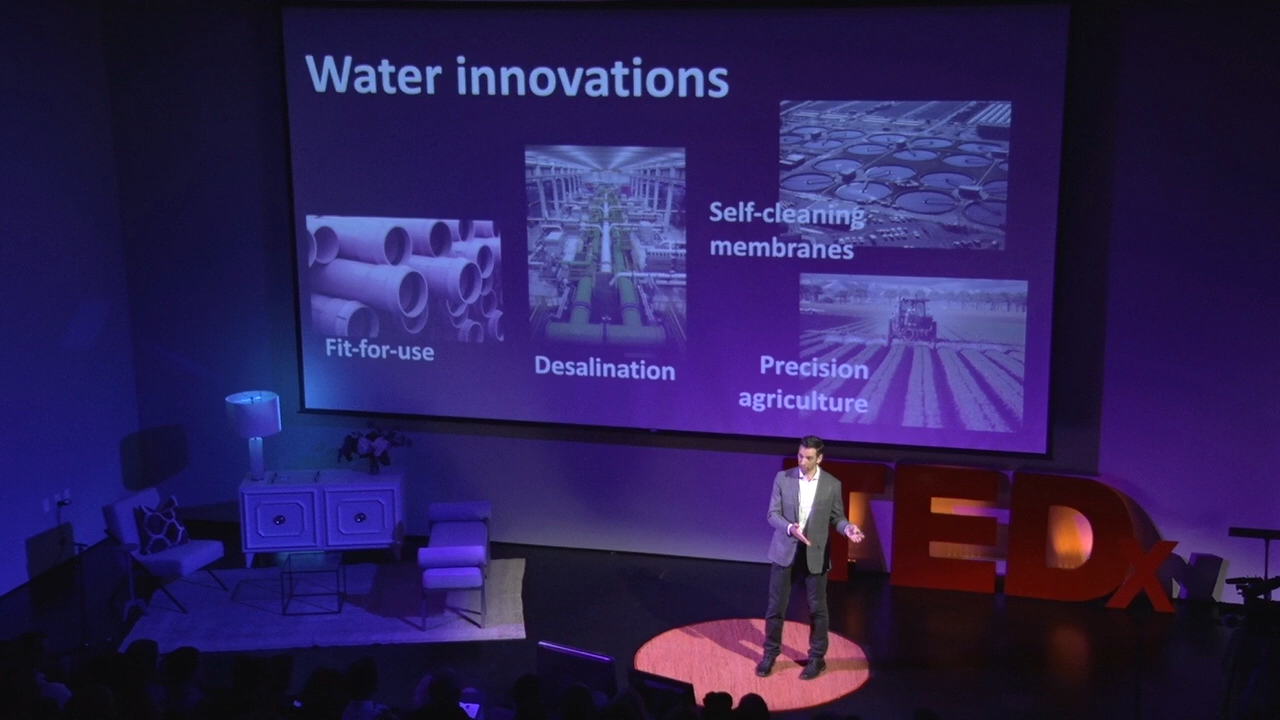 Water innovations
Self-cleaning
membranes
Fit-for-use
Desalination
Precision
agriculture
TEDx